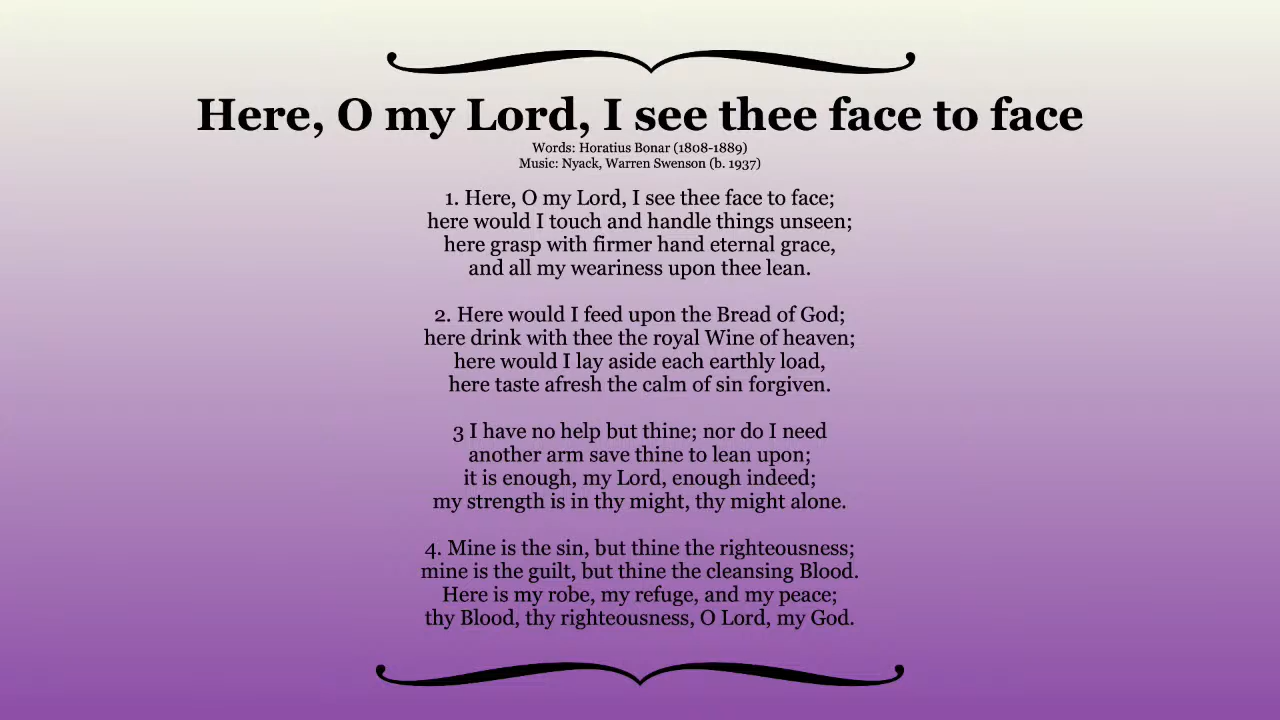 Here, O my Lord, I see thee face to face
Words: Horatius Bonar (1808-1889)
Music: Nyack, Warren Swenson (b. 1937)
1. Here, O my Lord, I see thee face to face;
here would I touch and handle things unseen;
here grasp with firmer hand eternal grace,
and all my weariness upon thee lean.
2. Here would I feed upon the Bread of God;
here drink with thee the royal Wine of heaven;
here would I lay aside each earthly load,
here taste afresh the calm of sin forgiven.
3 I have no help but thine; nor do I need
another arm save thine to lean upon;
it is enough, my Lord, enough indeed;
my strength is in thy might, thy might alone.
4. Mine is the sin, but thine the righteousness;
mine is the guilt, but thine the cleansing Blood.
Here is my robe, my refuge, and my peace;
thy Blood, thy righteousness, O Lord, my God.